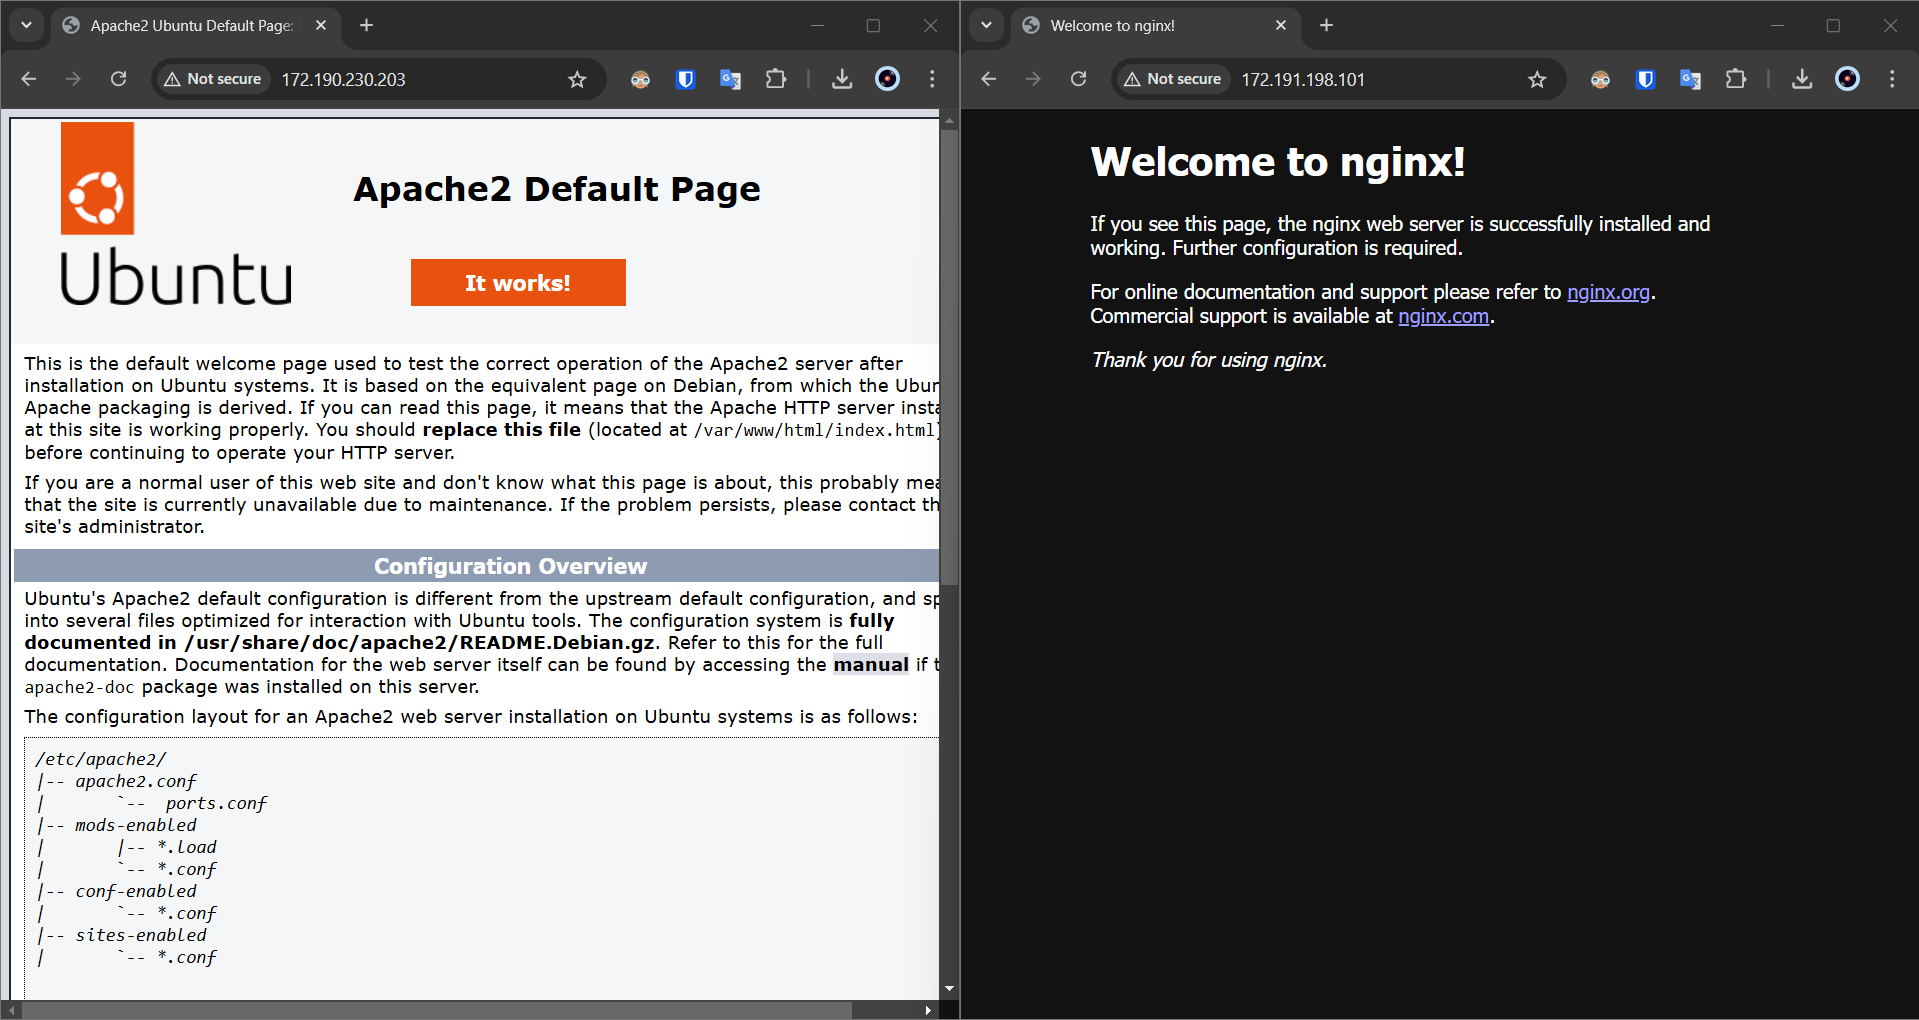 Apache2 Ubuntu Default Page:
Not secure
172.190.230.203
Ubuntu
Apache2 Default Page
It works!
This is the default welcome page used to test the correct operation of the Apache2 server after
installation on Ubuntu systems. It is based on the equivalent page on Debian, from which the Ubun
Apache packaging is derived. If you can read this page, it means that the Apache HTTP server insta
at this site is working properly. You should replace this file (located at /var/www/html/index.html)
before continuing to operate your HTTP server.
If you are a normal user of this web site and don't know what this page is about, this probably mea
that the site is currently unavailable due to maintenance. If the problem persists, please contact th
site's administrator.
Configuration Overview
Ubuntu's Apache2 default configuration is different from the upstream default configuration, and sp
into several files optimized for interaction with Ubuntu tools. The configuration system is fully
documented in /usr/share/doc/apache2/README.Debian.gz. Refer to this for the full
documentation. Documentation for the web server itself can be found by accessing the manual if t
apache2-doc package was installed on this server.
The configuration layout for an Apache2 web server installation on Ubuntu systems is as follows:
/etc/apache2/
|-- apache2.conf
|       `--  ports.conf
|-- mods-enabled
|       |-- *.load
|       `-- *.conf
|-- conf-enabled
|       `-- *.conf
|-- sites-enabled
|       `-- *.conf
Welcome to nginx!
Not secure
172.191.198.101
Welcome to nginx!
If you see this page, the nginx web server is successfully installed and
working. Further configuration is required.
For online documentation and support please refer to nginx.org.
Commercial support is available at nginx.com.
Thank you for using nginx.